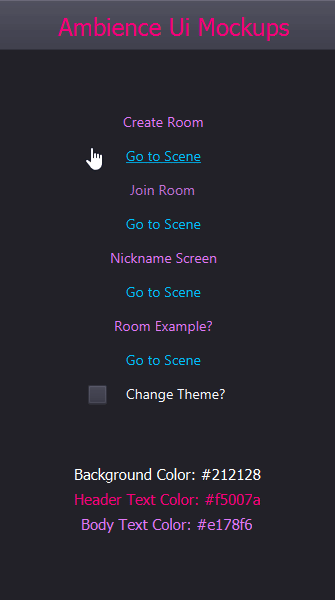 Ambience Ui Mockups
Create Room
Go to Scene
Join Room
Go to Scene
Nickname Screen
Go to Scene
Room Example?
Go to Scene
Change Theme?
Background Color: #212128
Header Text Color: #f5007a
Body Text Color: #e178f6